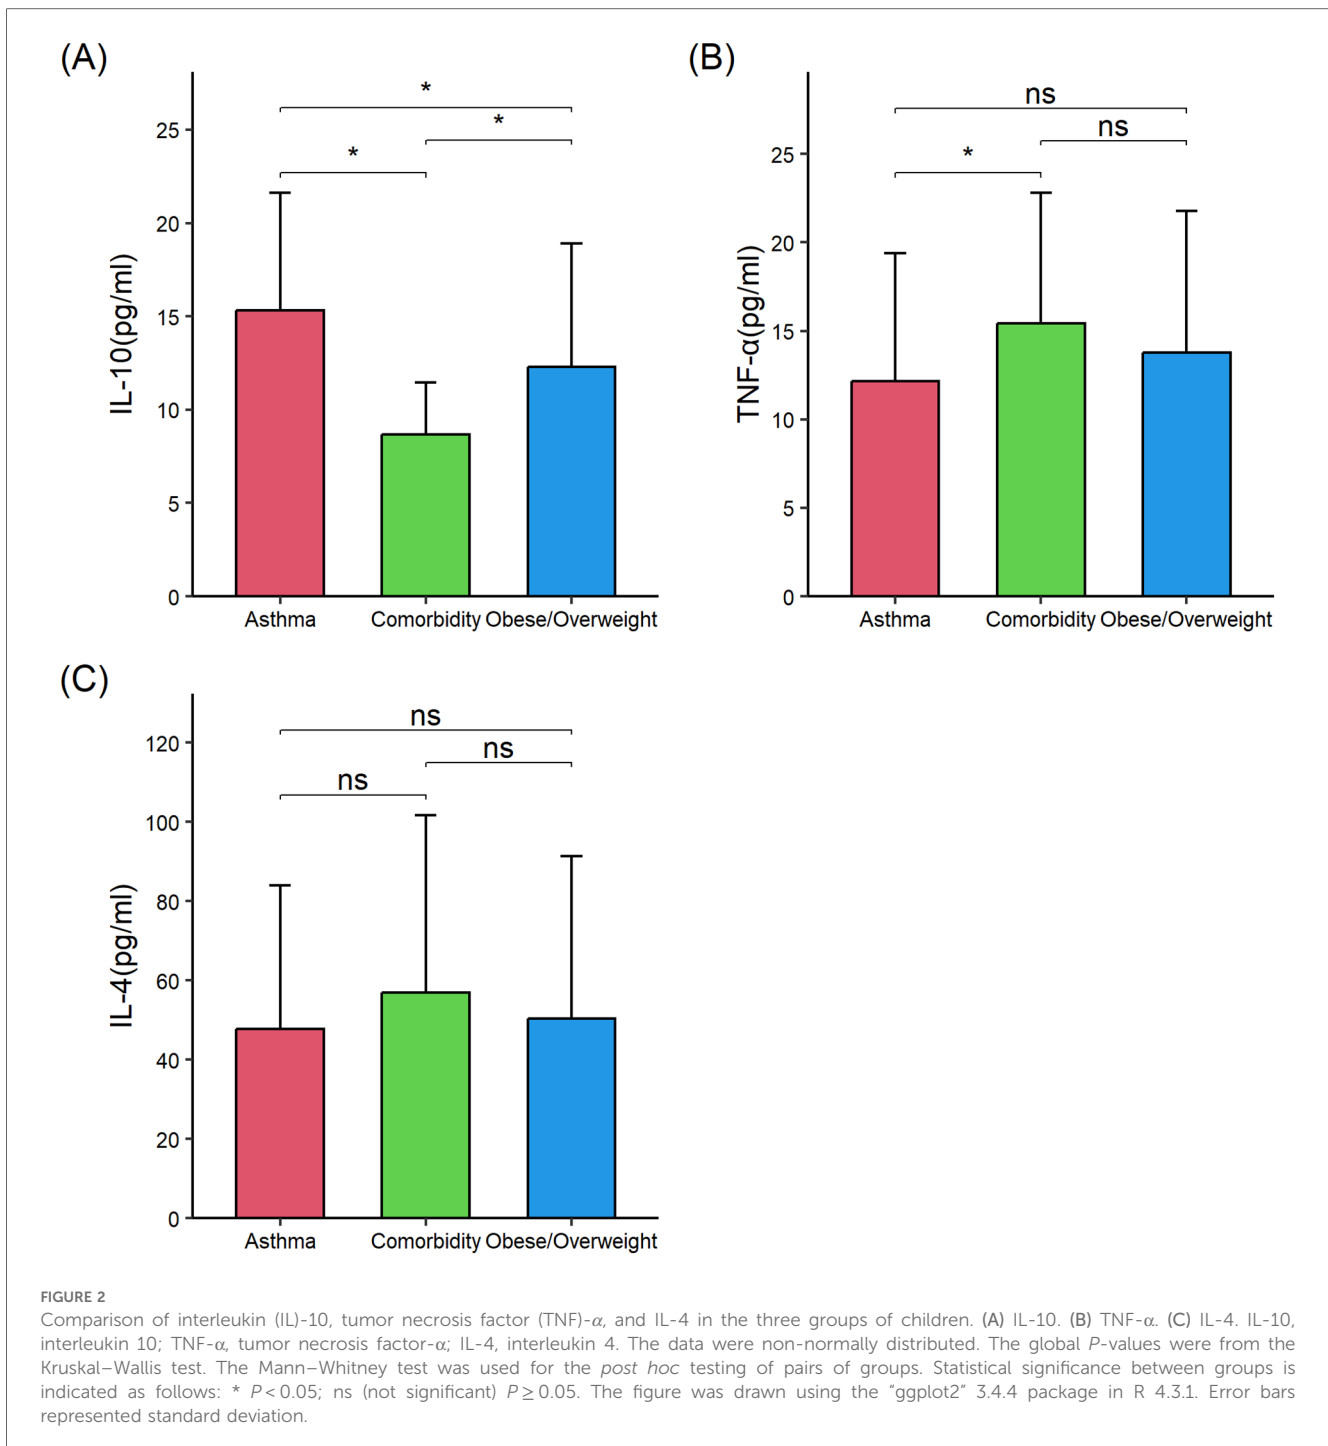 (A)
*
*
*
25
20
15
10
5
0
IL-10(pg/ml)
Asthma Comorbidity Obese/Overweight
(B)
ns
ns
*
25
20
15
10
5
0
TNF-α(pg/ml)
Asthma Comorbidity Obese/Overweight
(C)
ns
ns
ns
120
100
80
60
40
20
0
IL-4(pg/ml)
Asthma Comorbidity Obese/Overweight
FIGURE 2
Comparison of interleukin (IL)-10, tumor necrosis factor (TNF)-α, and IL-4 in the three groups of children. (A) IL-10. (B) TNF-α. (C) IL-4. IL-10,
interleukin 10; TNF-α, tumor necrosis factor-α; IL-4, interleukin 4. The data were non-normally distributed. The global P-values were from the
Kruskal–Wallis test. The Mann–Whitney test was used for the post hoc testing of pairs of groups. Statistical significance between groups is
indicated as follows: * P < 0.05; ns (not significant) P ≥ 0.05. The figure was drawn using the “ggplot2” 3.4.4 package in R 4.3.1. Error bars
represented standard deviation.